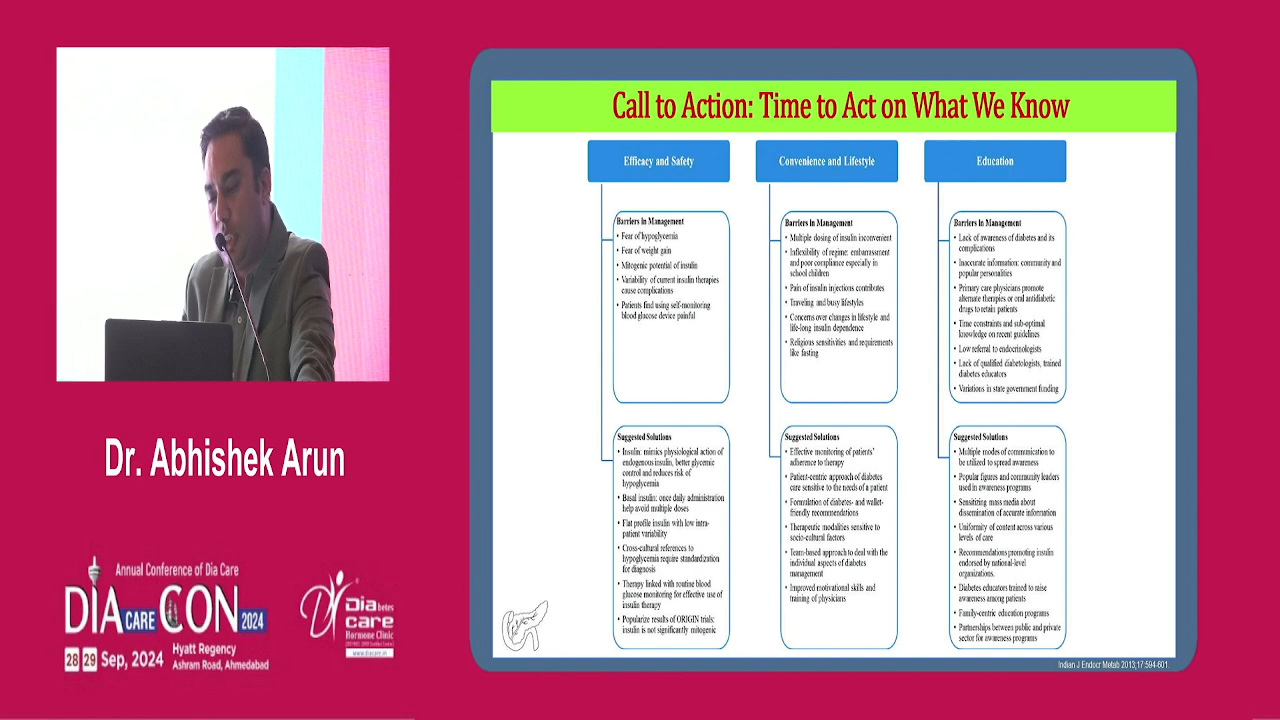 Call to Action: Time to Act on What We Know
Efficacy and Safety
Barriers in Management
• Fear of hypoglycemia
• Fear of weight gain
• Mitogenic potential of insulin
• Variability of current insulin therapies
cause complications
• Patients find using self-monitoring
blood glucose device painful
Suggested Solutions
• Insulin: mimics physiological action of
endogenous insulin, better glycemic
control and reduces risk of
hypoglycemia
• Basal insulin: once daily administration
help avoid multiple doses
• Flat profile insulin with low intra-
patient variability
• Cross-cultural references to
hypoglycemia require standardization
for diagnosis
• Therapy linked with routine blood
glucose monitoring for effective use of
insulin therapy
• Popularize results of ORIGIN trials:
insulin is not significantly mitogenic
Convenience and Lifestyle
Barriers in Management
• Multiple dosing of insulin inconvenient
• Inflexibility of regime: embarrassment
and poor compliance especially in
school children
• Pain of insulin injections contributes
• Traveling and busy lifestyles
• Concerns over changes in lifestyle and
life-long insulin dependence
• Religious sensitivities and requirements
like fasting
Suggested Solutions
• Effective monitoring of patients'
adherence to therapy
• Patient-centric approach of diabetes
care sensitive to the needs of a patient
• Formulation of diabetes- and wallet-
friendly recommendations
• Therapeutic modalities sensitive to
socio-cultural factors
• Team-based approach to deal with the
individual aspects of diabetes
management
• Improved motivational skills and
training of physicians
Education
Barriers in Management
• Lack of awareness of diabetes and its
complications
• Inaccurate information: community and
popular personalities
• Primary care physicians promote
alternate therapies or oral antidiabetic
drugs to retain patients
• Time constraints and sub-optimal
knowledge on recent guidelines
• Low referral to endocrinologists
• Lack of qualified diabetologists, trained
diabetes educators
• Variations in state government funding
Suggested Solutions
• Multiple modes of communication to
be utilized to spread awareness
• Popular figures and community leaders
used in awareness programs
• Sensitizing mass media about
dissemination of accurate information
• Uniformity of content across various
levels of care
• Recommendations promoting insulin
endorsed by national-level
organizations.
• Diabetes educators trained to raise
awareness among patients
• Family-centric education programs
• Partnerships between public and private
sector for awareness programs
Indian J Endocr Metab 2013;17:594-601.
Dr. Abhishek Arun
Annual Conference of Dia Care
DIA CARE CON 2024
28 29 Sep, 2024
Hyatt Regency
Ashram Road, Ahmedabad
Diabetes
care
Hormone Clinic
www.diacare.in